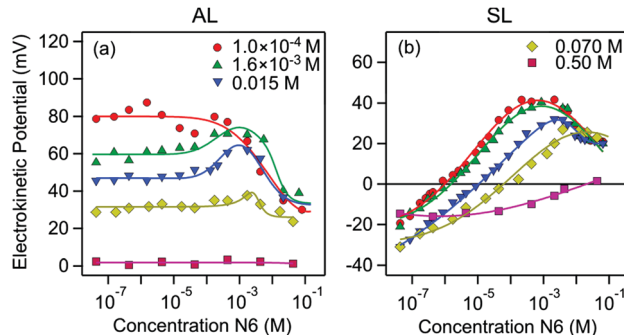 AL SL
(a) 1.0×10⁻⁴ M
1.6×10⁻³ M
0.015 M
(b) 0.070 M
0.50 M
Electrokinetic Potential (mV)
120
100
80
60
40
20
0
40
20
0
-20
-40
10⁻⁷ 10⁻⁵ 10⁻³ 10⁻¹
10⁻⁷ 10⁻⁵ 10⁻³ 10⁻¹
Concentration N6 (M) Concentration N6 (M)